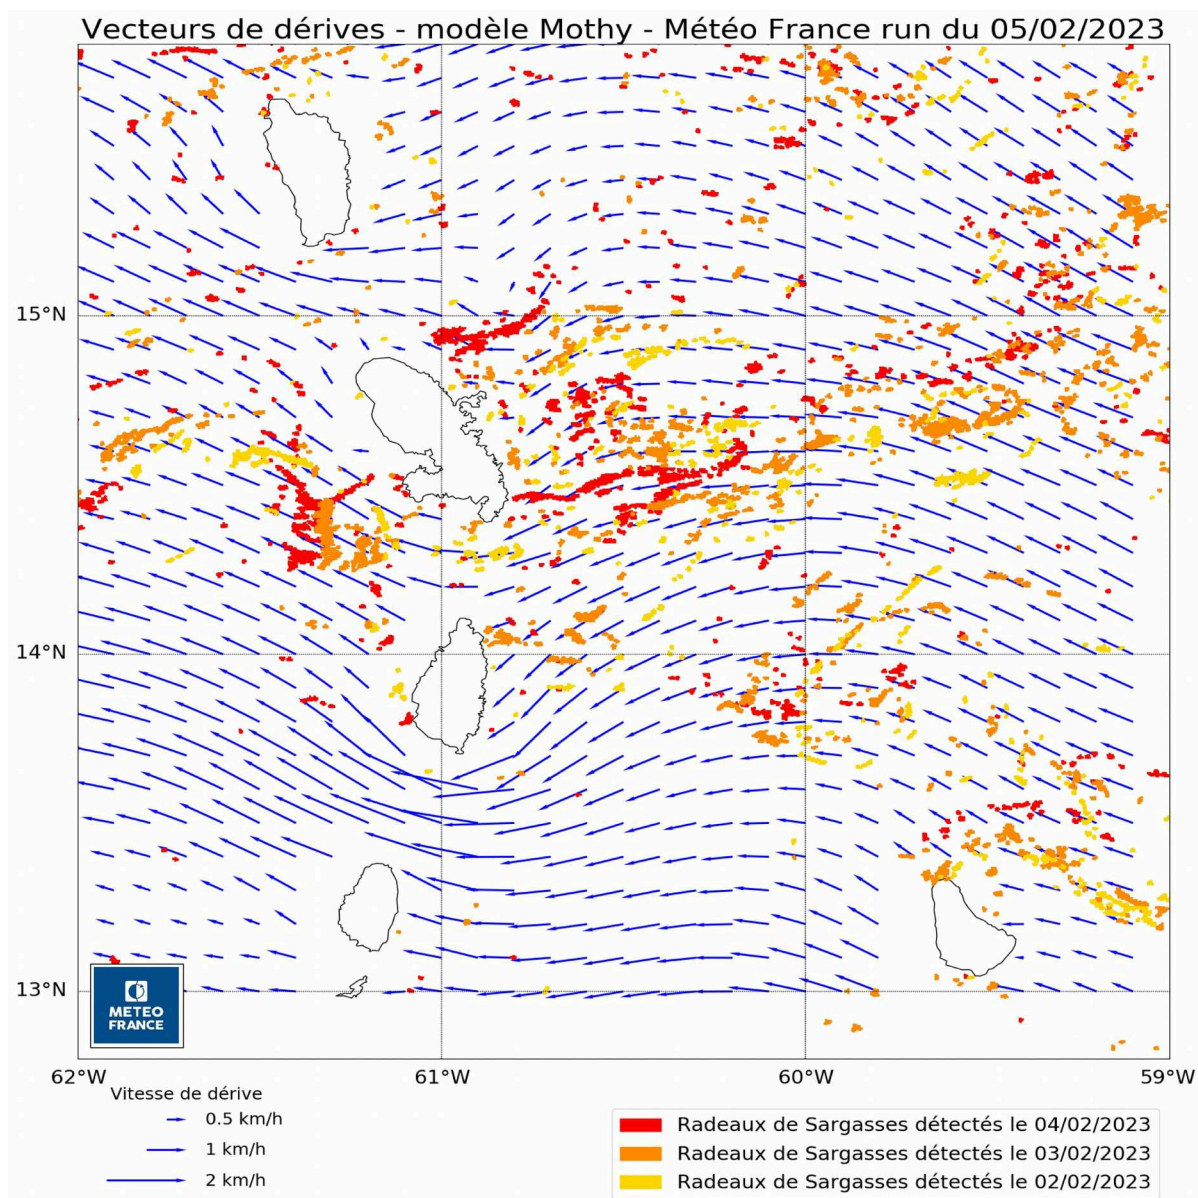 Vecteurs de dérives - modèle Mothy - Météo France run du 05/02/2023
15°N
14°N
13°N
METEO
FRANCE
62°W
61°W
60°W
59°W
Vitesse de dérive
0.5 km/h
1 km/h
2 km/h
Radeaux de Sargasses détectés le 04/02/2023
Radeaux de Sargasses détectés le 03/02/2023
Radeaux de Sargasses détectés le 02/02/2023